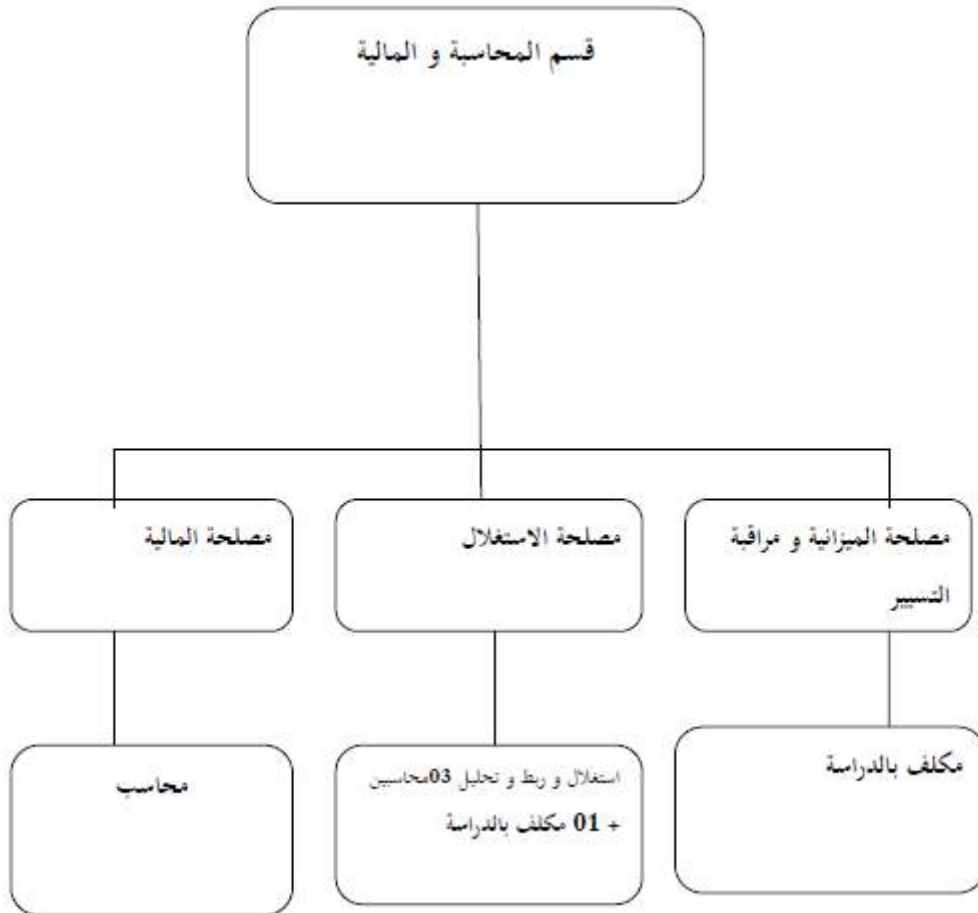 قسم المحاسبة و المالية
مصلحة الميزانية و مراقبة
التسيير
مصلحة الاستغلال
مصلحة المالية
مكلف بالدراسة
استغلال و ربط و تحليل 03محاسبين
+ 01 مكلف بالدراسة
محاسب